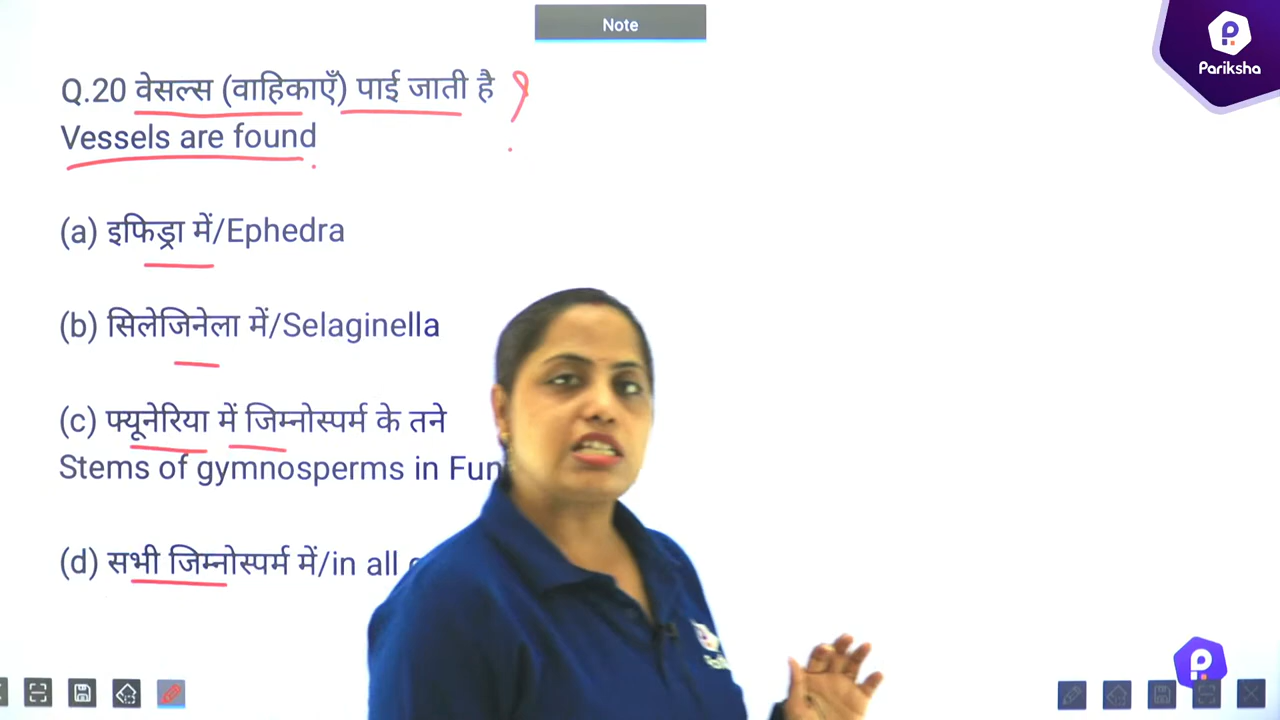 Note
Pariksha
Q.20 वेसल्स (वाहिकाएँ) पाई जाती है
Vessels are found
(a) इफिड्रा में/Ephedra
(b) सिलेजिनेला में/Selaginella
(c) फ्यूनेरिया में जिम्नोस्पर्म के तने
Stems of gymnosperms in Fun
(d) सभी जिम्नोस्पर्म में/in all